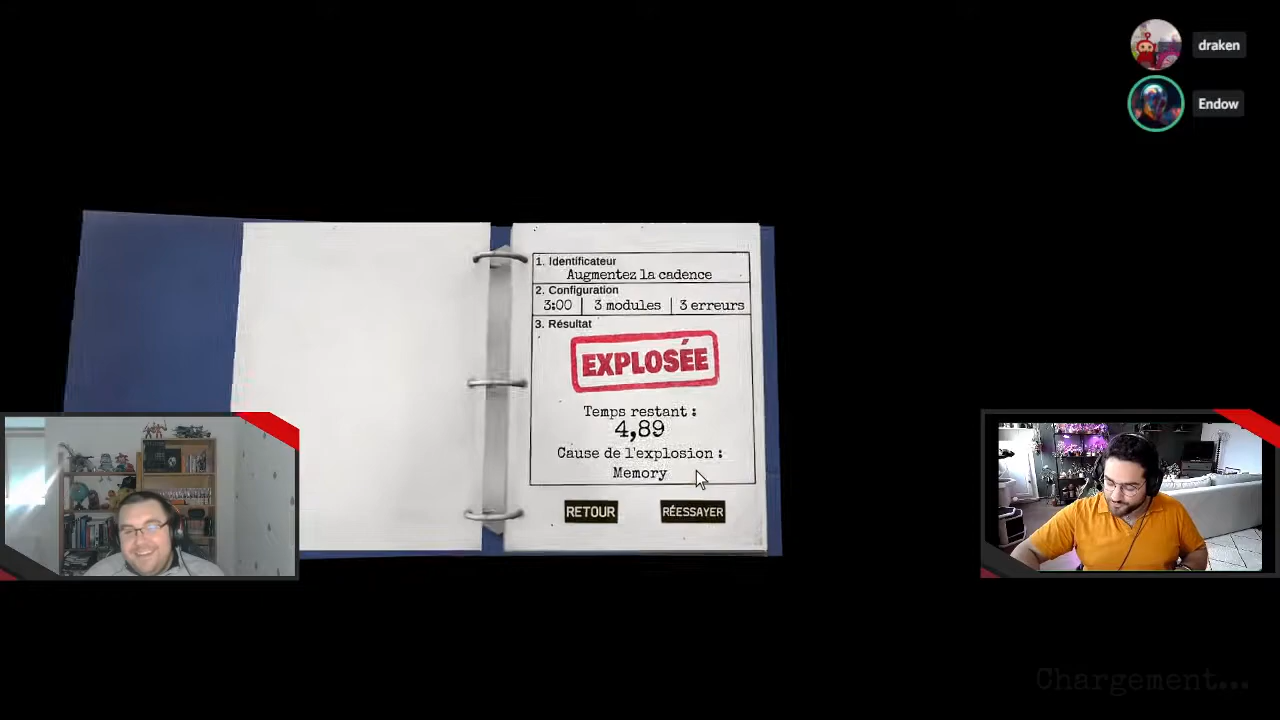 draken
Endow
1. Identificateur
Augmentez la cadence
2. Configuration
3:00 3 modules 3 erreurs
3. Résultat
EXPLOSÉE
Temps restant :
4,89
Cause de l'explosion :
Memory
RETOUR RÉESSAYER
Chargement...